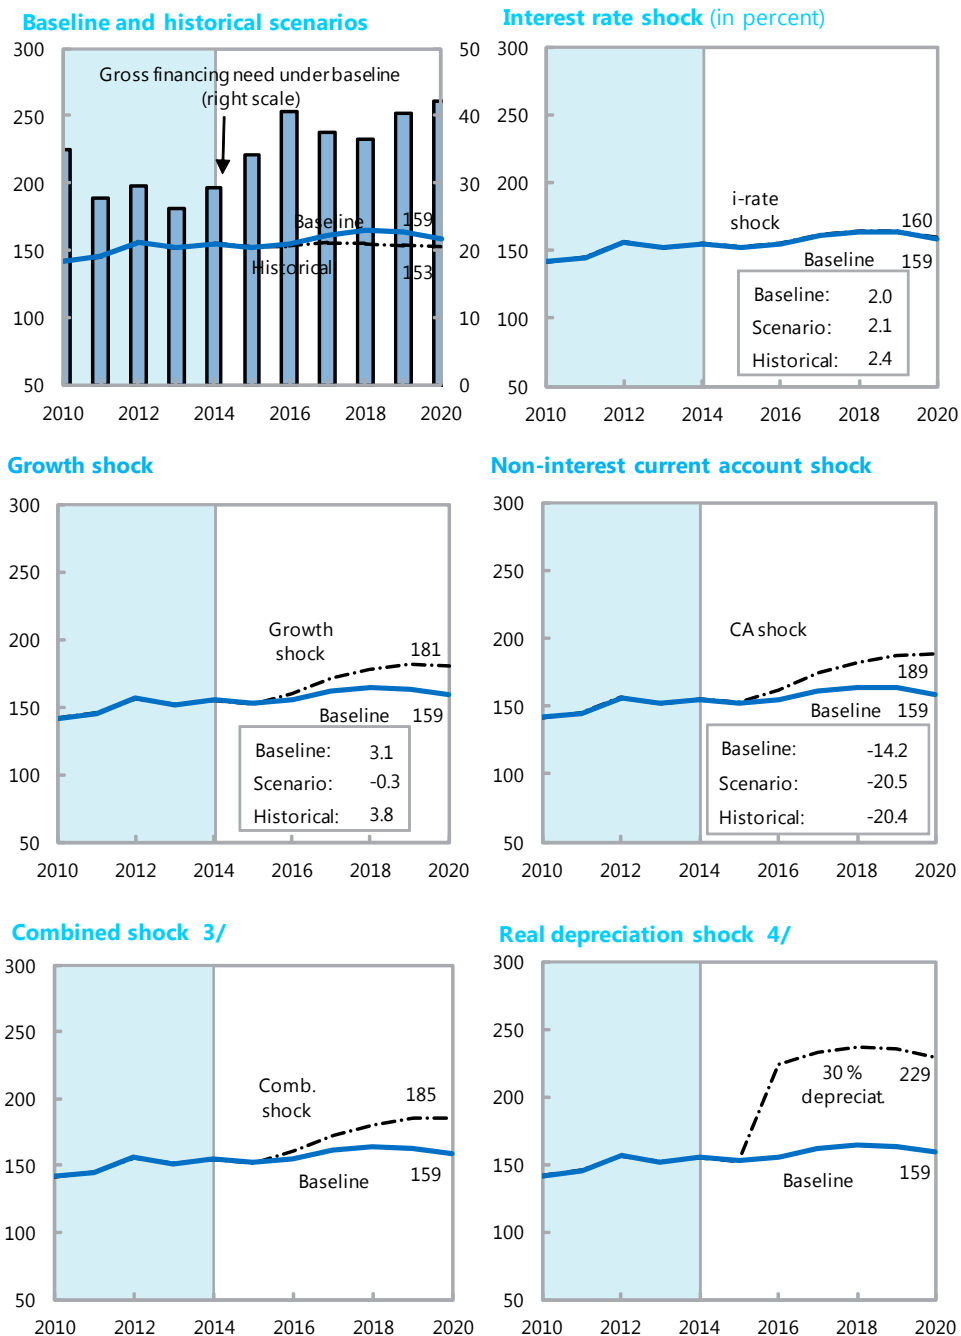 Baseline and historical scenarios
300
250
200
150
100
50
50
40
30
20
10
0
Gross financing need under baseline
(right scale)
Baseline
159
Historical
153
2010 2012 2014 2016 2018 2020
Interest rate shock (in percent)
300
250
200
150
100
50
i-rate
shock
160
Baseline
159
Baseline: 2.0
Scenario: 2.1
Historical: 2.4
2010 2012 2014 2016 2018 2020
Growth shock
300
250
200
150
100
50
Growth
shock
181
Baseline 159
Baseline: 3.1
Scenario: -0.3
Historical: 3.8
2010 2012 2014 2016 2018 2020
Non-interest current account shock
300
250
200
150
100
50
CA shock
189
Baseline 159
Baseline: -14.2
Scenario: -20.5
Historical: -20.4
2010 2012 2014 2016 2018 2020
Combined shock 3/
300
250
200
150
100
50
Comb.
shock
185
Baseline
159
2010 2012 2014 2016 2018 2020
Real depreciation shock 4/
300
250
200
150
100
50
30 %
depreciat.
229
Baseline
159
2010 2012 2014 2016 2018 2020